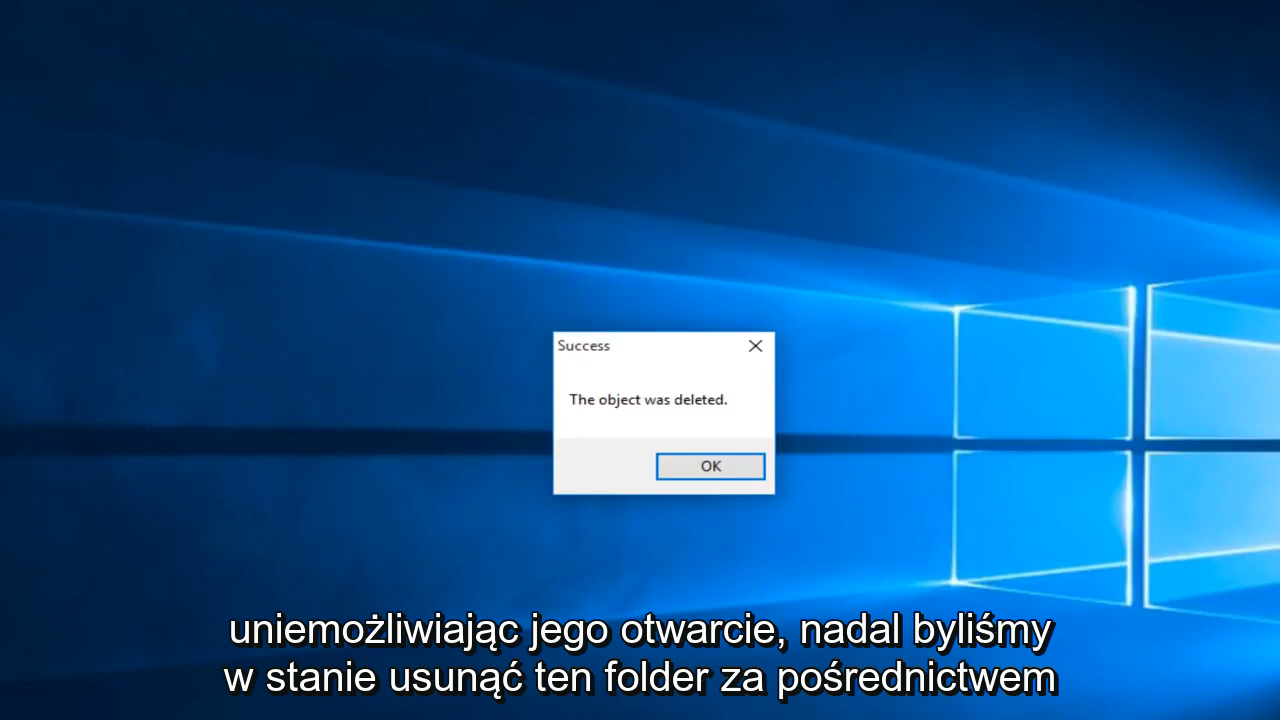 Success
The object was deleted.
OK
uniemożliwiając jego otwarcie, nadal byliśmy
w stanie usunąć ten folder za pośrednictwem